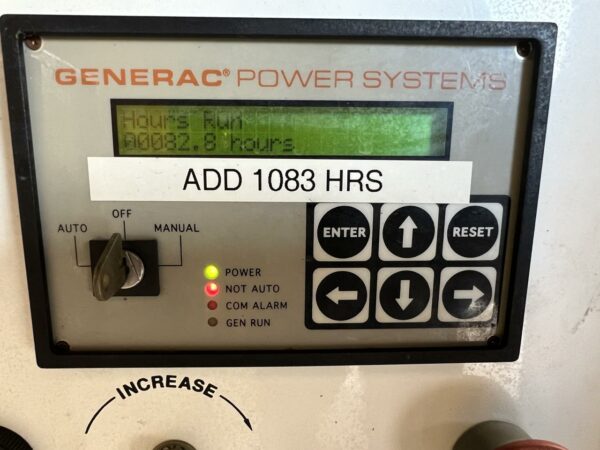 GENERAC® POWER SYSTEMS
Hours Run
00082.8 hours
ADD 1083 HRS
AUTO
OFF
MANUAL
POWER
NOT AUTO
COM ALARM
GEN RUN
ENTER
RESET
INCREASE